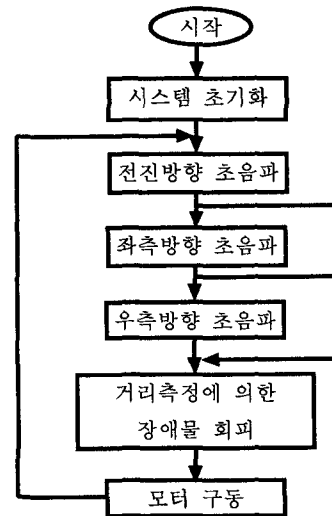 시작
시스템 초기화
전진방향 초음파
좌측방향 초음파
우측방향 초음파
거리측정에 의한
장애물 회피
모터 구동